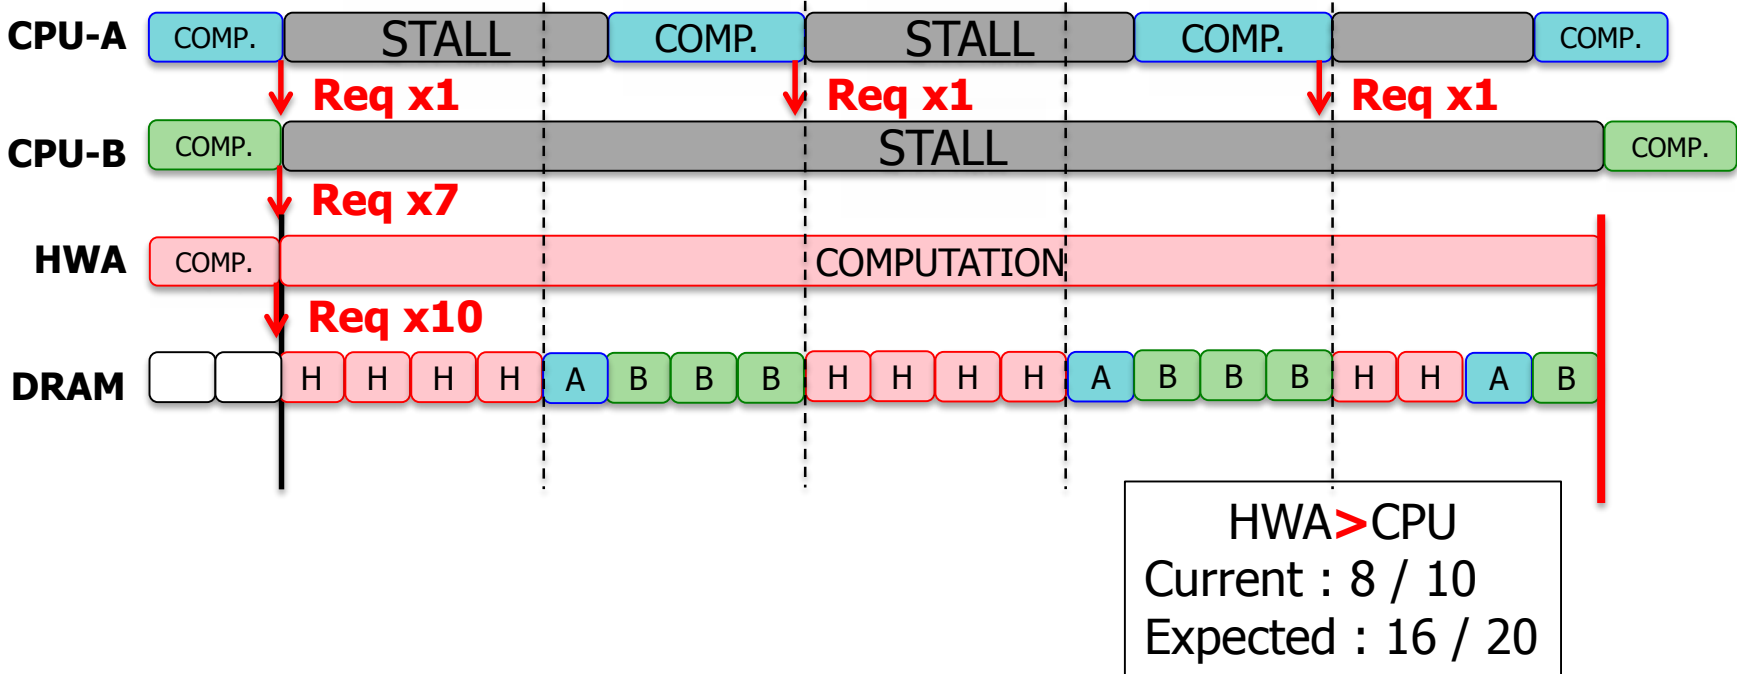 CPU-A COMP. STALL COMP. STALL COMP. COMP.
Req x1 Req x1 Req x1
CPU-B COMP. STALL COMP.
Req x7
HWA COMP. COMPUTATION
Req x10
DRAM H H H H A B B B H H H H A B B B H H A B
HWA>CPU
Current : 8 / 10
Expected : 16 / 20